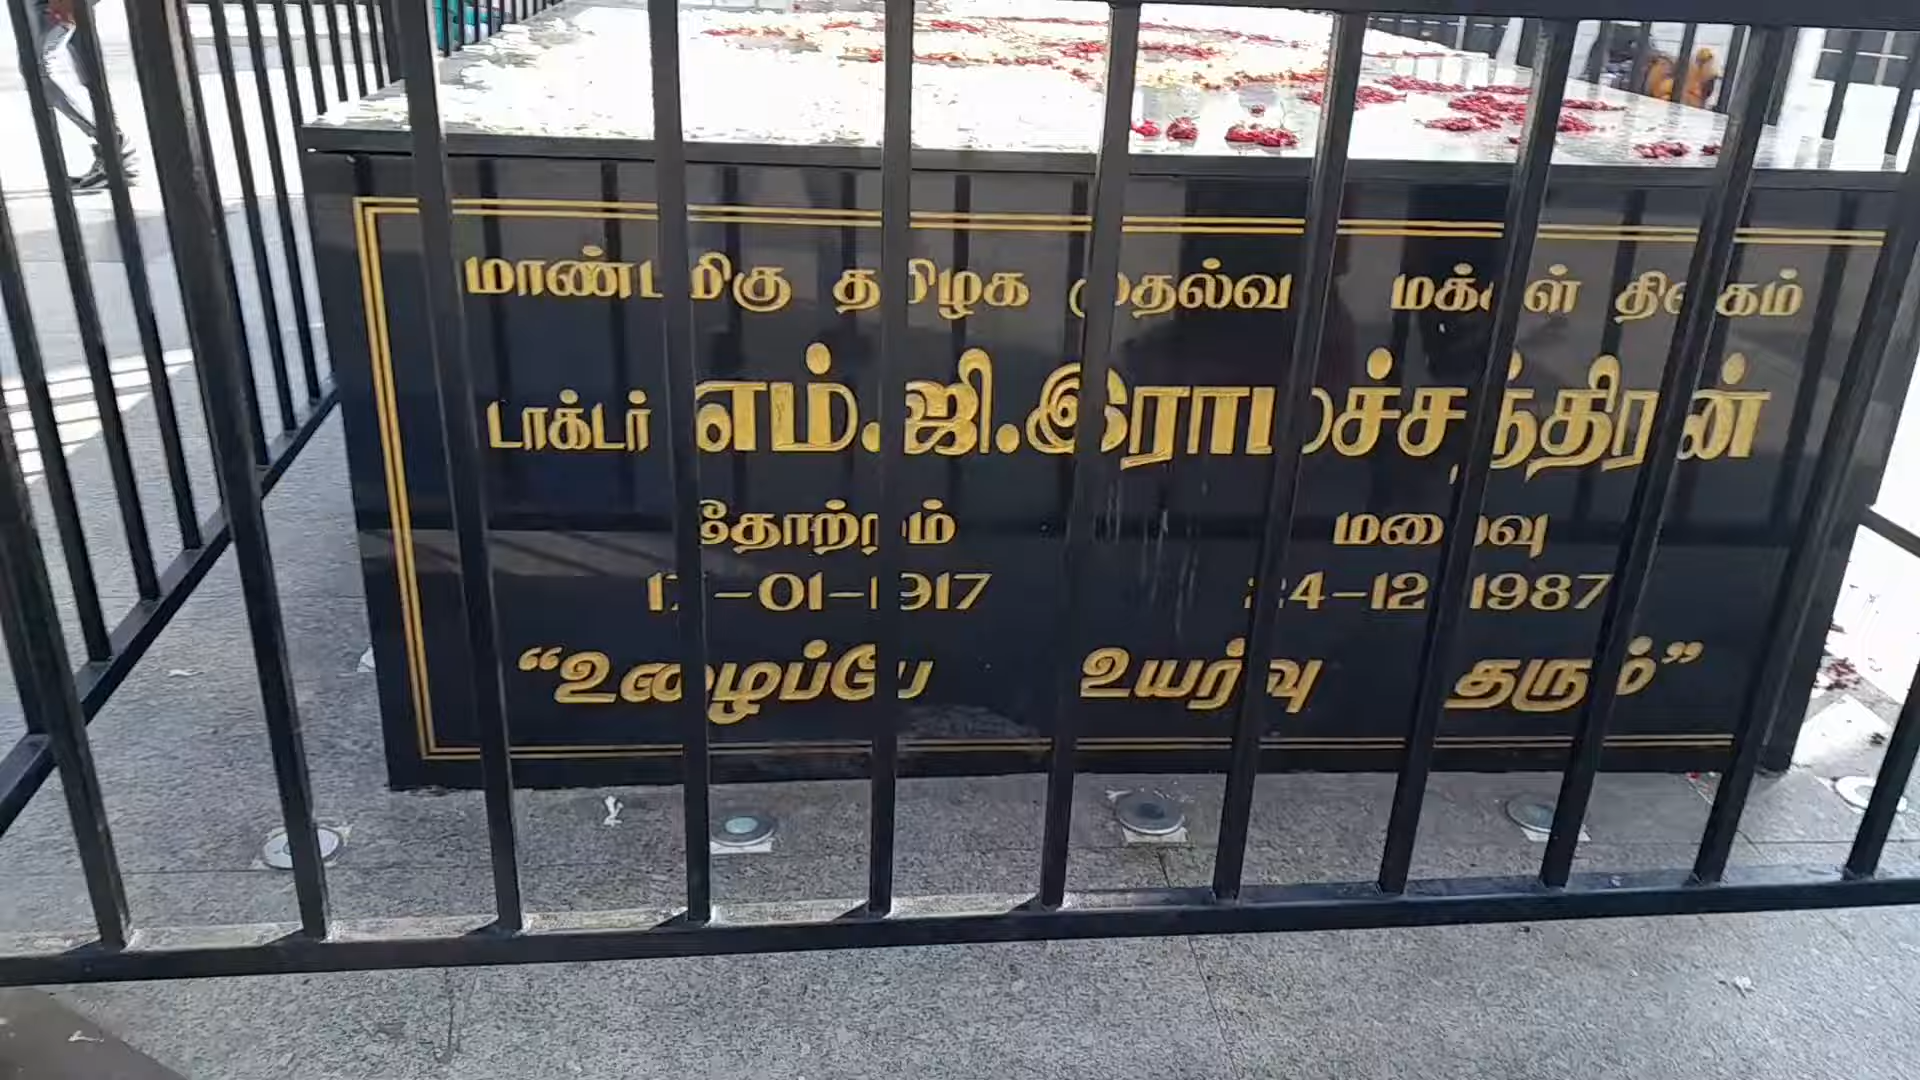 மாண்புமிகு தமிழக முதல்வர் மக்கள் திலகம்
டாக்டர் எம்.ஜி.இராமச்சந்திரன்
தோற்றம் மறைவு
17-01-1917 24-12-1987
“உழைப்பே உயர்வு தரும்”